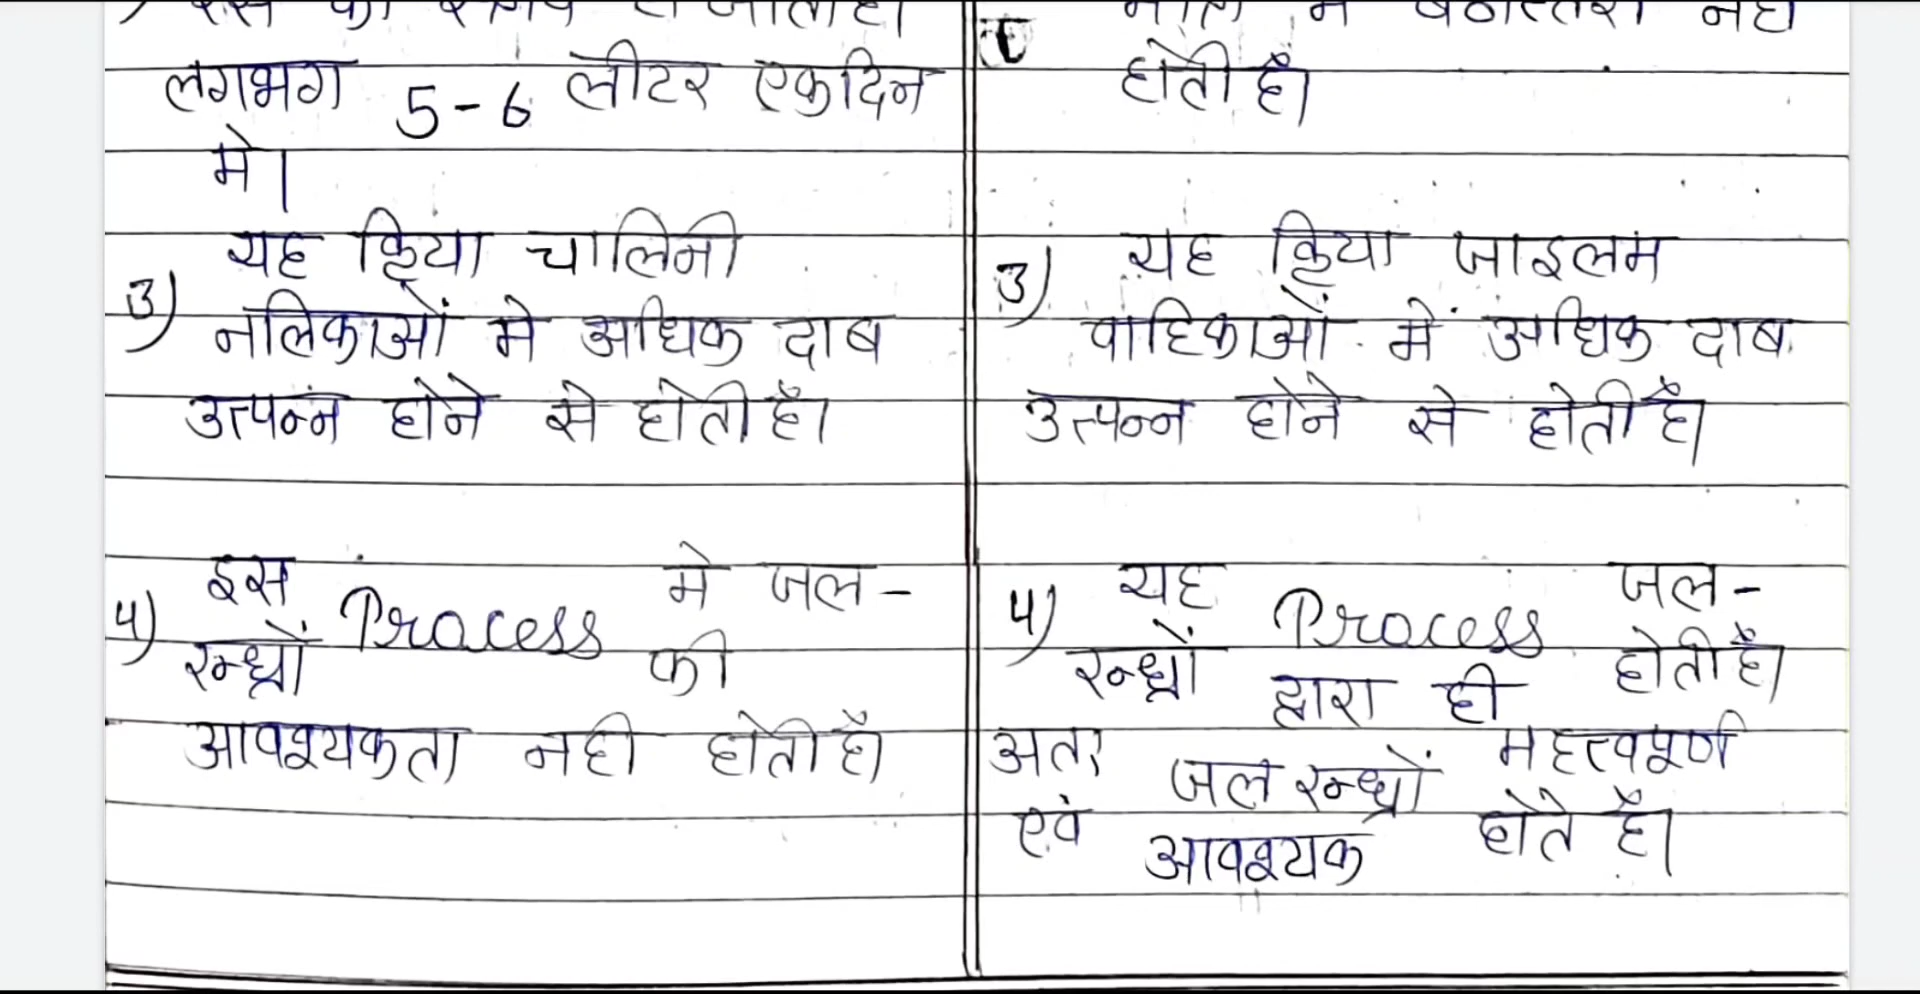 लगभग 5-6 लीटर एक दिन
मे।
3) यह क्रिया चालिनी
नलिकाओं मे अधिक दाब
उत्पन्न होने से होती है।
4) इस Process मे जल-
रन्ध्रों की
आवश्यकता नही होती है।
होती है।
3) यह क्रिया जाइलम
वाहिकाओं में अधिक दाब
उत्पन्न होने से होती है।
4) यह Process जल-
रन्ध्रों द्वारा ही होती है।
अतः जल रन्ध्रों महत्वपूर्ण
एवं आवश्यक होते है।